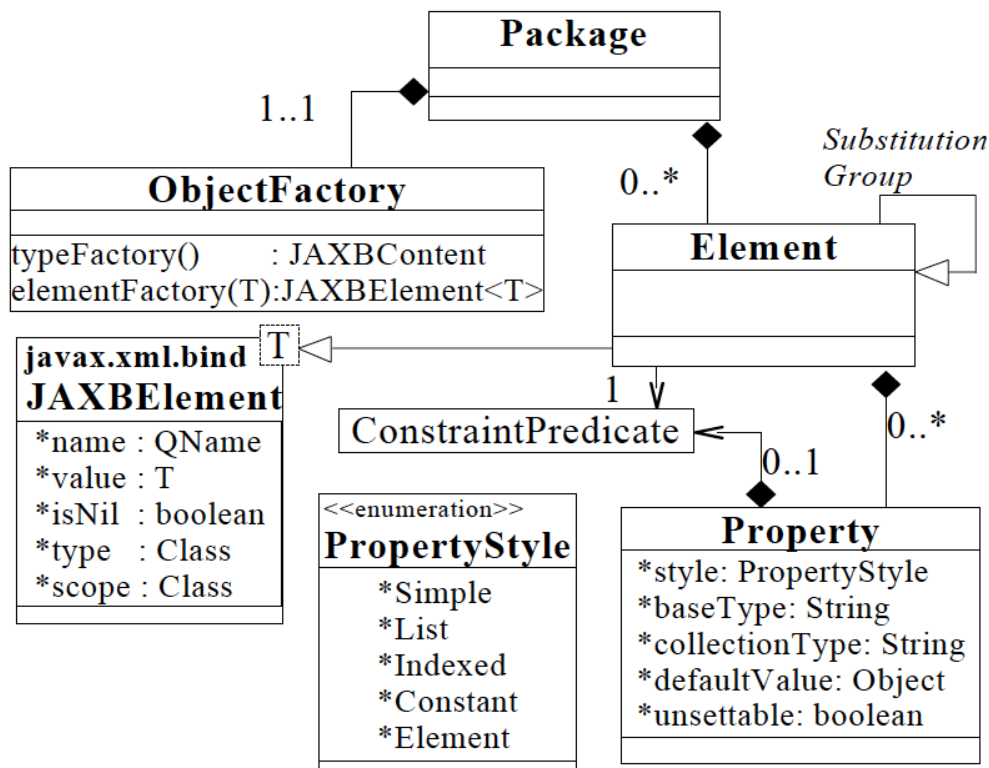 Package
1..1
Substitution
Group
0..*
ObjectFactory
typeFactory() : JAXBContent
elementFactory(T):JAXBElement<T>
Element
T
javax.xml.bind
JAXBElement
*name : QName
*value : T
*isNil : boolean
*type : Class
*scope : Class
1
ConstraintPredicate
0..*
0..1
<<enumeration>>
PropertyStyle
*Simple
*List
*Indexed
*Constant
*Element
Property
*style: PropertyStyle
*baseType: String
*collectionType: String
*defaultValue: Object
*unsettable: boolean